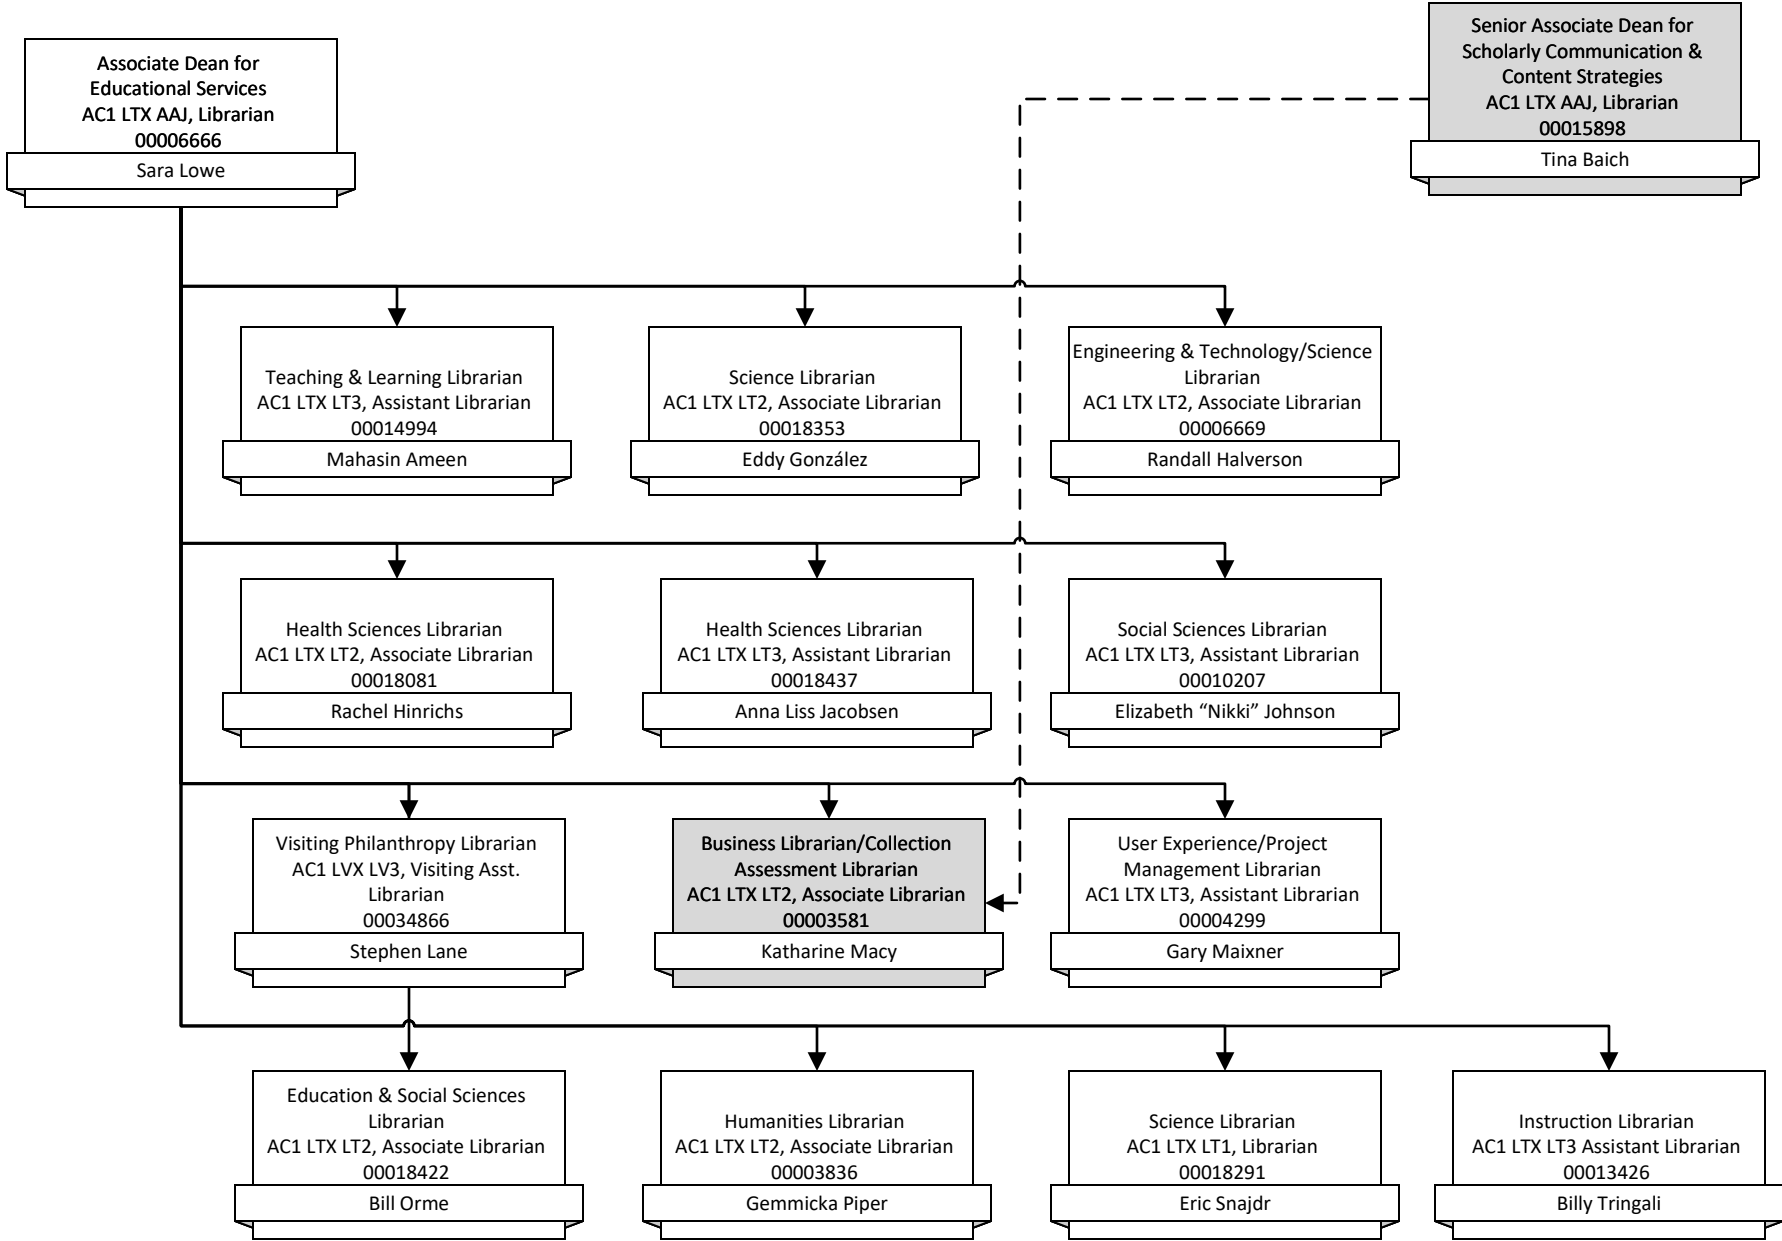 Associate Dean for
Educational Services
AC1 LTX AAJ, Librarian
00006666
Sara Lowe
Senior Associate Dean for
Scholarly Communication &
Content Strategies
AC1 LTX AAJ, Librarian
00015898
Tina Baich
Teaching & Learning Librarian
AC1 LTX LT3, Assistant Librarian
00014994
Mahasin Ameen
Science Librarian
AC1 LTX LT2, Associate Librarian
00018353
Eddy González
Engineering & Technology/Science
Librarian
AC1 LTX LT2, Associate Librarian
00006669
Randall Halverson
Health Sciences Librarian
AC1 LTX LT2, Associate Librarian
00018081
Rachel Hinrichs
Health Sciences Librarian
AC1 LTX LT3, Assistant Librarian
00018437
Anna Liss Jacobsen
Social Sciences Librarian
AC1 LTX LT3, Assistant Librarian
00010207
Elizabeth “Nikki” Johnson
Visiting Philanthropy Librarian
AC1 LVX LV3, Visiting Asst.
Librarian
00034866
Stephen Lane
Business Librarian/Collection
Assessment Librarian
AC1 LTX LT2, Associate Librarian
00003581
Katharine Macy
User Experience/Project
Management Librarian
AC1 LTX LT3, Assistant Librarian
00004299
Gary Maixner
Education & Social Sciences
Librarian
AC1 LTX LT2, Associate Librarian
00018422
Bill Orme
Humanities Librarian
AC1 LTX LT2, Associate Librarian
00003836
Gemmicka Piper
Science Librarian
AC1 LTX LT1, Librarian
00018291
Eric Snajdr
Instruction Librarian
AC1 LTX LT3 Assistant Librarian
00013426
Billy Tringali